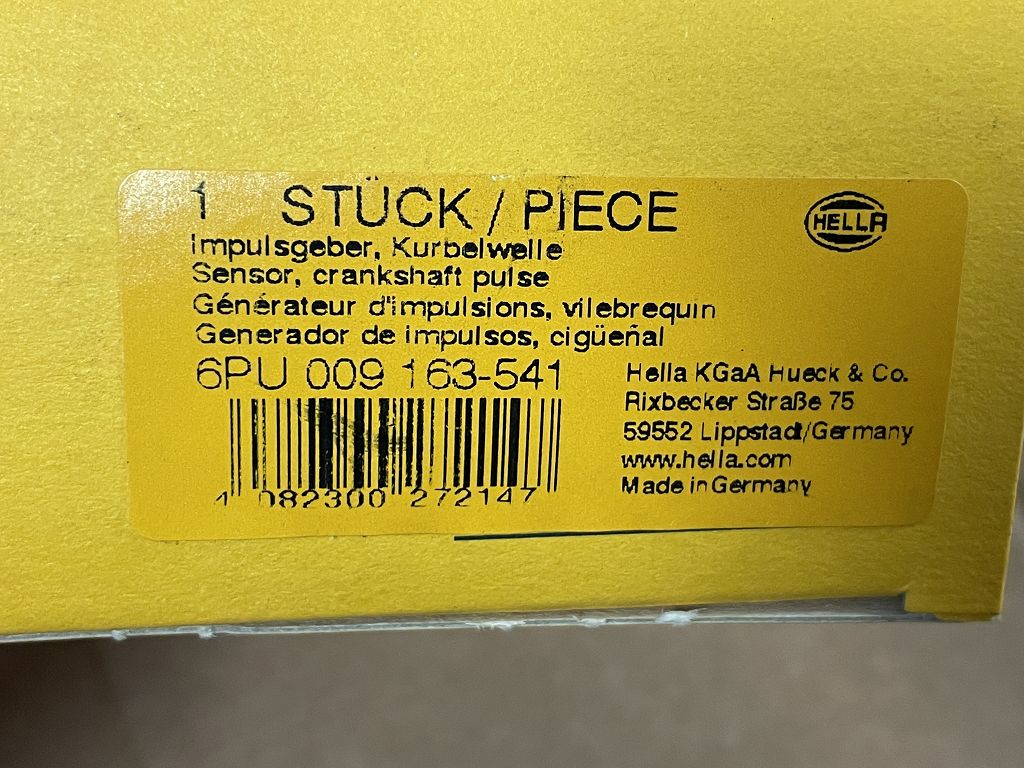 1 STÜCK / PIECE
HELLA
Impulsgeber, Kurbelwelle
Sensor, crankshaft pulse
Générateur d'impulsions, vilebrequin
Generador de impulsos, cigüeñal
6PU 009 163-541
4 082300 272147
Hella KGaA Hueck & Co.
Rixbecker Straße 75
59552 Lippstadt/Germany
www.hella.com
Made in Germany